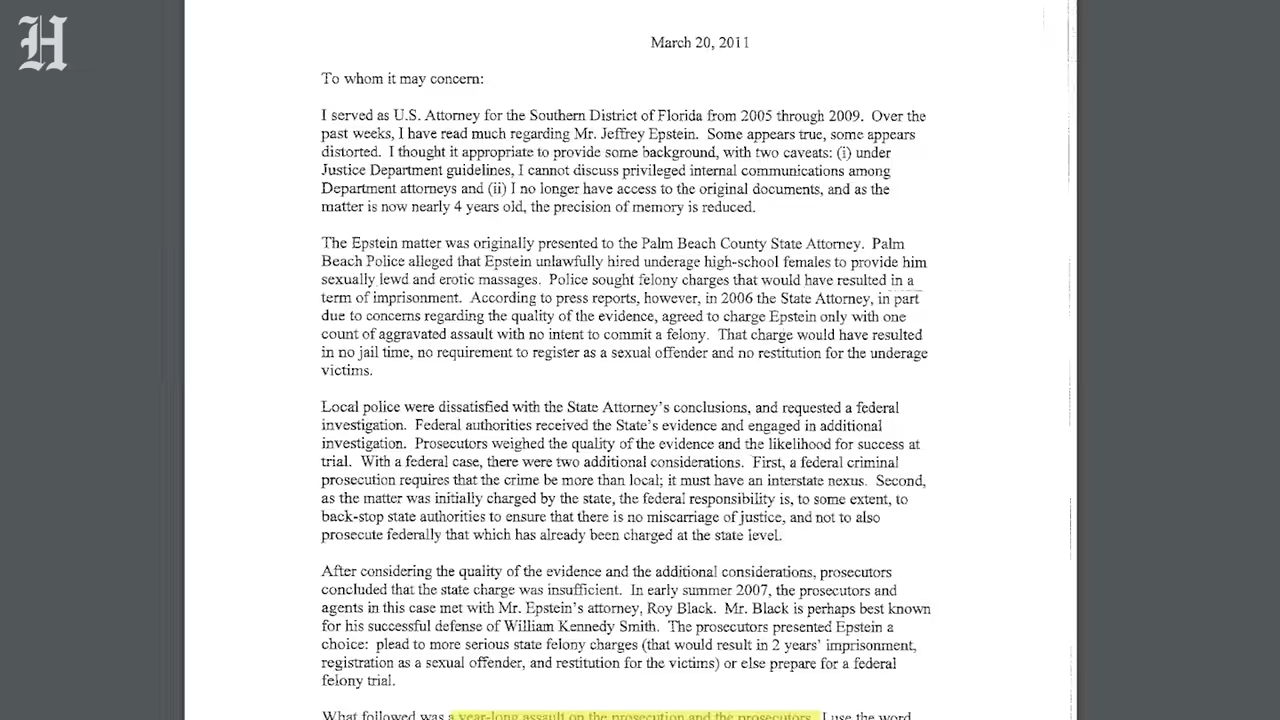 H
March 20, 2011
To whom it may concern:
I served as U.S. Attorney for the Southern District of Florida from 2005 through 2009. Over the
past weeks, I have read much regarding Mr. Jeffrey Epstein. Some appears true, some appears
distorted. I thought it appropriate to provide some background, with two caveats: (i) under
Justice Department guidelines, I cannot discuss privileged internal communications among
Department attorneys and (ii) I no longer have access to the original documents, and as the
matter is now nearly 4 years old, the precision of memory is reduced.
The Epstein matter was originally presented to the Palm Beach County State Attorney. Palm
Beach Police alleged that Epstein unlawfully hired underage high-school females to provide him
sexually lewd and erotic massages. Police sought felony charges that would have resulted in a
term of imprisonment. According to press reports, however, in 2006 the State Attorney, in part
due to concerns regarding the quality of the evidence, agreed to charge Epstein only with one
count of aggravated assault with no intent to commit a felony. That charge would have resulted
in no jail time, no requirement to register as a sexual offender and no restitution for the underage
victims.
Local police were dissatisfied with the State Attorney's conclusions, and requested a federal
investigation. Federal authorities received the State's evidence and engaged in additional
investigation. Prosecutors weighed the quality of the evidence and the likelihood for success at
trial. With a federal case, there were two additional considerations. First, a federal criminal
prosecution requires that the crime be more than local; it must have an interstate nexus. Second,
as the matter was initially charged by the state, the federal responsibility is, to some extent, to
back-stop state authorities to ensure that there is no miscarriage of justice, and not to also
prosecute federally that which has already been charged at the state level.
After considering the quality of the evidence and the additional considerations, prosecutors
concluded that the state charge was insufficient. In early summer 2007, the prosecutors and
agents in this case met with Mr. Epstein's attorney, Roy Black. Mr. Black is perhaps best known
for his successful defense of William Kennedy Smith. The prosecutors presented Epstein a
choice: plead to more serious state felony charges (that would result in 2 years' imprisonment,
registration as a sexual offender, and restitution for the victims) or else prepare for a federal
felony trial.
What followed was a year-long assault on the prosecution and the prosecutors. I use the word